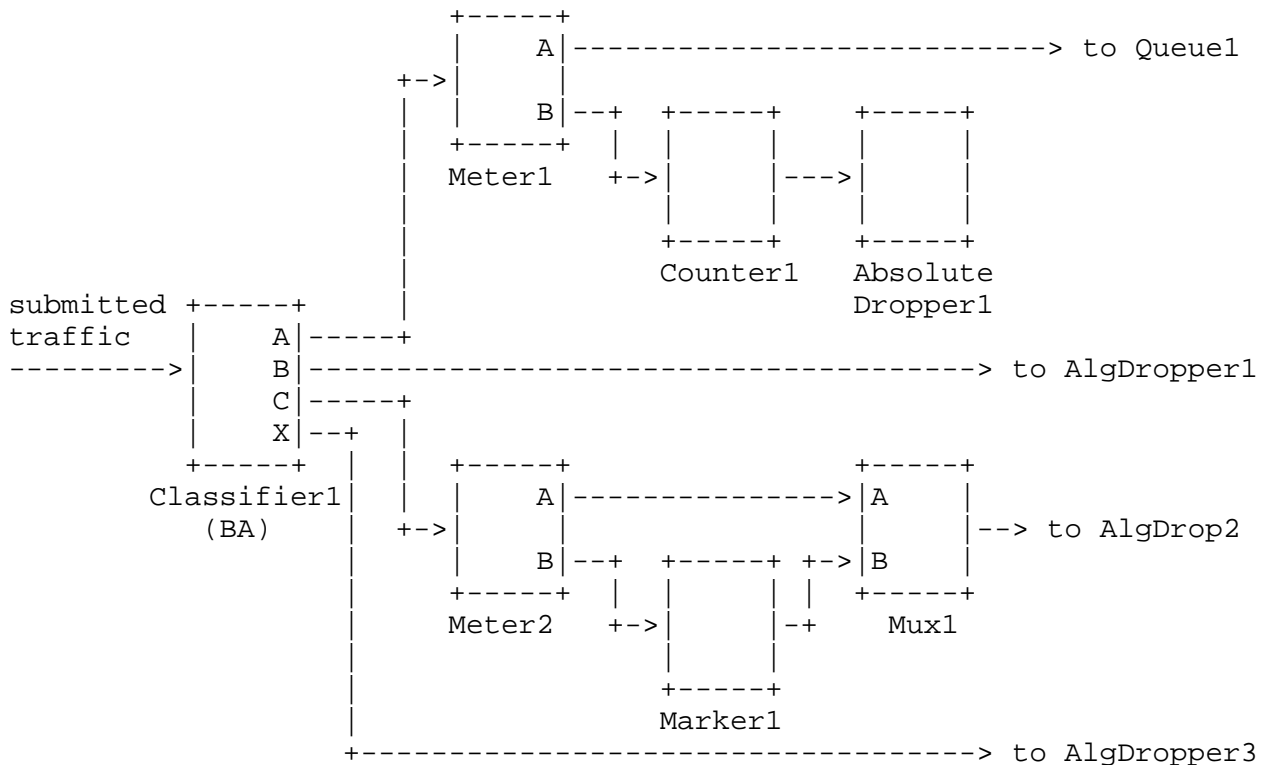 A to Queue1
B
Meter1
Counter1 Absolute
Dropper1
submitted
traffic A
B to AlgDropper1
C
X
Classifier1 A A
(BA) to AlgDrop2
B B
Meter2 Mux1
Marker1
to AlgDropper3